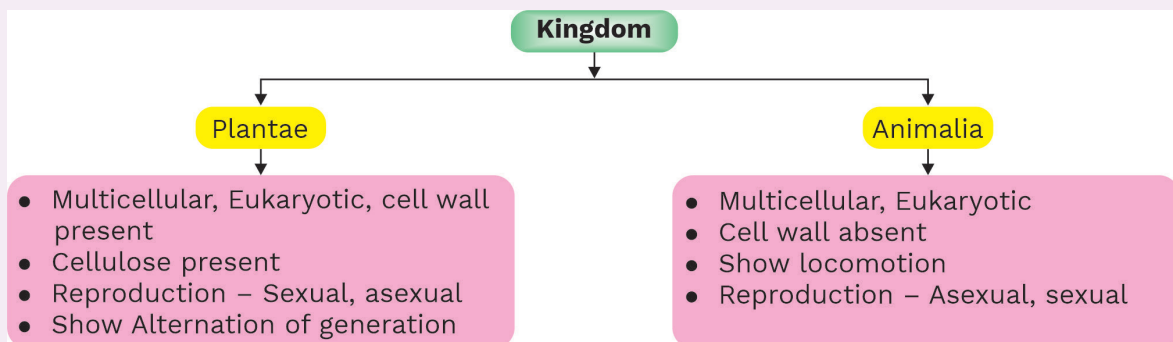 Kingdom
Plantae
Animalia
● Multicellular, Eukaryotic, cell wall
present
● Cellulose present
● Reproduction – Sexual, asexual
● Show Alternation of generation
● Multicellular, Eukaryotic
● Cell wall absent
● Show locomotion
● Reproduction – Asexual, sexual